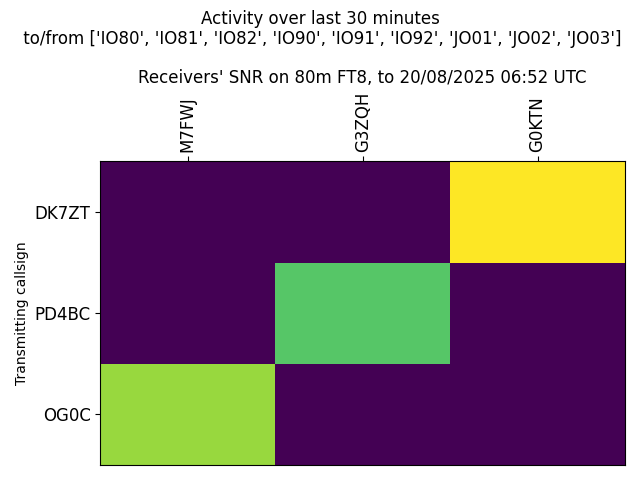 Activity over last 30 minutes
to/from ['IO80', 'IO81', 'IO82', 'IO90', 'IO91', 'IO92', 'JO01', 'JO02', 'JO03']
Receivers' SNR on 80m FT8, to 20/08/2025 06:52 UTC
M7FWJ
G3ZQH
G0KTN
Transmitting callsign
DK7ZT
PD4BC
OG0C